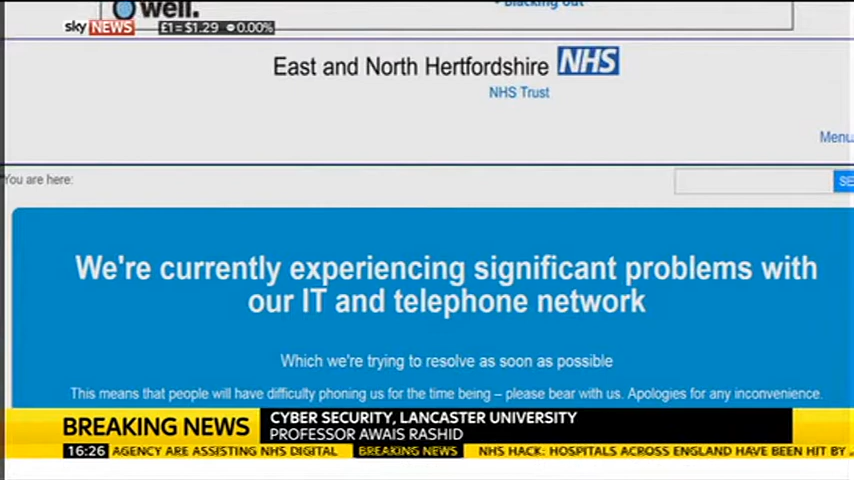 well.
Blacking out
sky NEWS £1=$1.29 0.00%
East and North Hertfordshire NHS
NHS Trust
Menu
You are here:
SE
We're currently experiencing significant problems with
our IT and telephone network
Which we're trying to resolve as soon as possible
This means that people will have difficulty phoning us for the time being – please bear with us. Apologies for any inconvenience.
BREAKING NEWS
CYBER SECURITY, LANCASTER UNIVERSITY
PROFESSOR AWAIS RASHID
16:26 AGENCY ARE ASSISTING NHS DIGITAL BREAKING NEWS NHS HACK: HOSPITALS ACROSS ENGLAND HAVE BEEN HIT BY